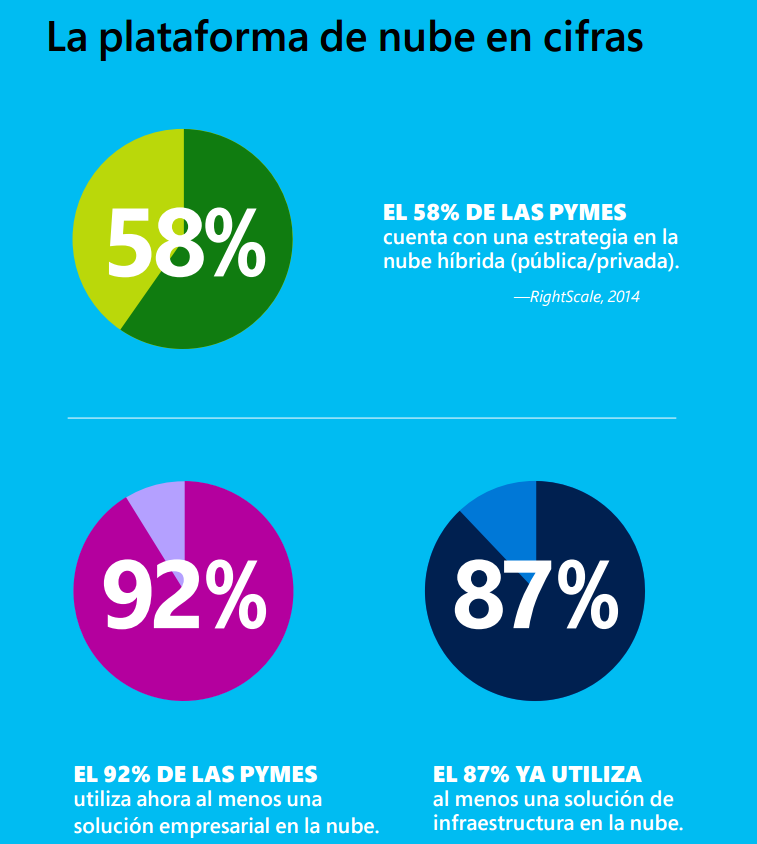 La plataforma de nube en cifras
58%
EL 58% DE LAS PYMES
cuenta con una estrategia en la
nube híbrida (pública/privada).
—RightScale, 2014
92%
EL 92% DE LAS PYMES
utiliza ahora al menos una
solución empresarial en la nube.
87%
EL 87% YA UTILIZA
al menos una solución de
infraestructura en la nube.